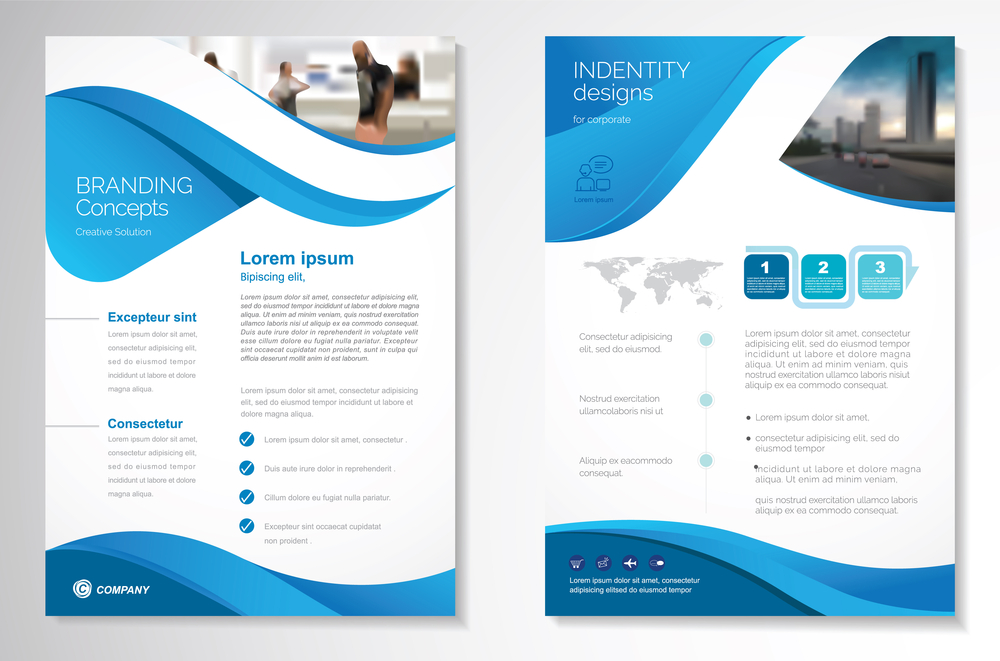 BRANDING
Concepts
Creative Solution
Lorem ipsum
Bipiscing elit,
Lorem ipsum dolor sit amet, consectetur adipiscing
elit, sed do eiusmod tempor incididunt ut labore
et dolore magna aliqua. Ut enim ad minim veniam,
aliquip ex ea commodo consequat.
Duis aute irure dolor in reprehenderit in voluptate velit
esse cillum dolore eu fugiat nulla pariatur. Excepteur
sint occaecat cupidatat non proident, sunt in culpa qui
officia deserunt mollit anim id est laborum.
Lorem ipsum dolor sit amet, consectetur adipisicing
elit, sed do eiusmod tempor incididunt ut labore et
dolore magna aliqua.
Lorem ipsum dolor sit amet, consectetur .
Duis aute irure dolor in reprehenderit .
Cillum dolore eu fugiat nulla pariatur.
Excepteur sint occaecat cupidatat
non proident .
Excepteur sint
Lorem ipsum dolor sit amet,
consectetur adipisicing elit,
sed do eiusmod tempor
incididunt ut labore et dolore
magna aliqua.
Consectetur
Lorem ipsum dolor sit amet,
consectetur adipisicing elit,
sed do eiusmod tempor
incididunt ut labore et dolore
magna aliqua.
C COMPANY
INDENTITY
designs
for corporate
Lorem ipsum
1
2
3
Consectetur adipisicing
elit, sed do eiusmod.
Nostrud exercitation
ullamcolaboris nisi ut
Aliquip ex eacommodo
consequat.
Lorem ipsum dolor sit amet, consectetur
adipisicing elit, sed do eiusmod tempor
incididunt ut labore et dolore magna
aliqua. Ut enim ad minim veniam, quis
nostrud exercitation ullamco laboris nisiut
aliquip ex ea commodo consequat.
• Lorem ipsum dolor sit amet,
• consectetur adipisicing elit, sed do
eiusmod tempor
• incididunt ut labore et dolore magna
aliqua. Ut enim ad minim veniam,
quis nostrud exercitation ullamco laboris
aliquip ex ea commodo consequat.
Lorem ipsum dolor sit amet, consectetur
adipisicing elitsed do eiusmod tempor